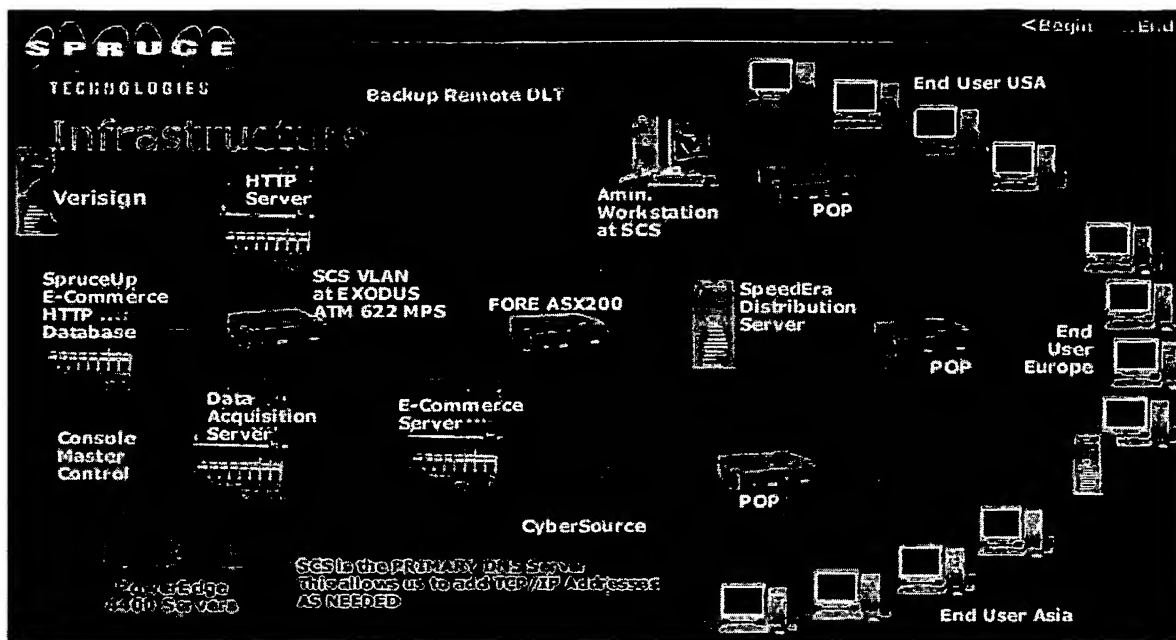 <Begin ...End
SPRUCE
TECHNOLOGIES
Infrastructure
Backup Remote DLT
End User USA
Verisign
HTTP
Server
Amin.
Workstation
at SCS
POP
SpruceUp
E-Commerce
HTTP ....
Database
SCS VLAN
at EXODUS
ATM 622 MPS
FORE ASX200
SpeedEra
Distribution
Server
POP
End
User
Europe
Data
Acquisition
Server
E-Commerce
Server
Console
Master
Control
POP
CyberSource
PowerEdge
4400 Servers
SCS is the PRIMARY DNS Server
This allows us to add TCP/IP Addresses
AS NEEDED
End User Asia